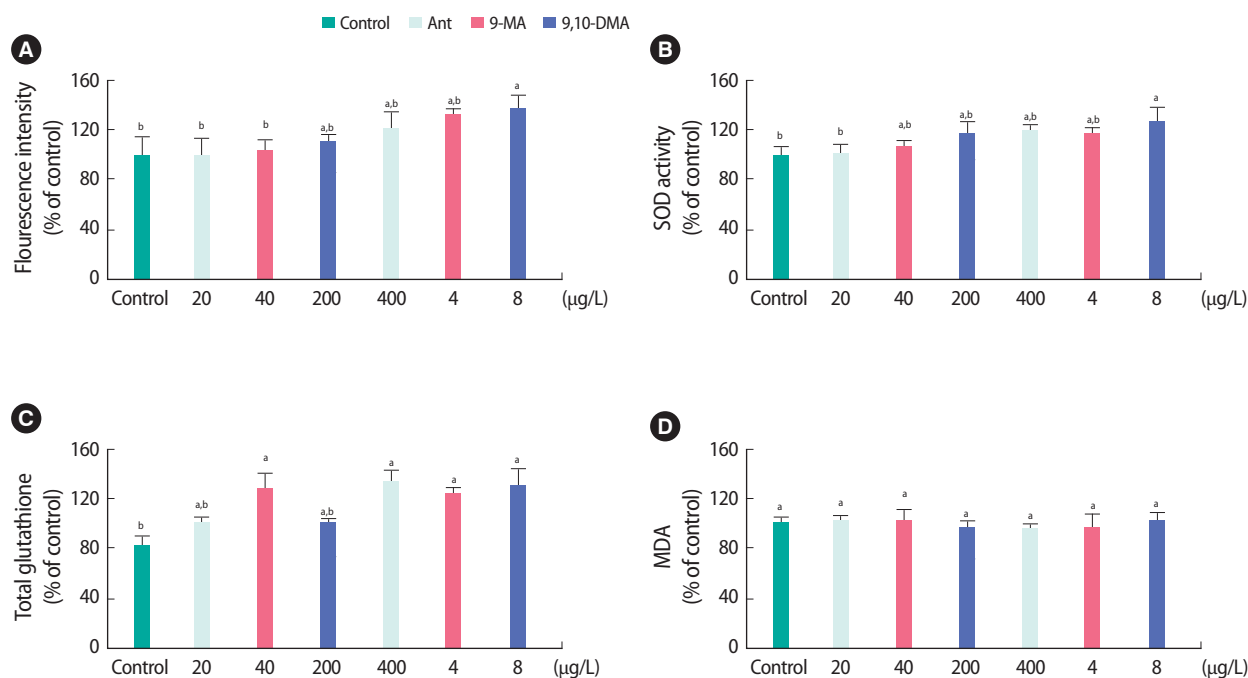 Control Ant 9-MA 9,10-DMA
A
Flourescence intensity
(% of control)
160
120
80
40
0
b b b a,b a,b a,b a
Control 20 40 200 400 4 8 (µg/L)
B
SOD activity
(% of control)
160
120
80
40
0
b b a,b a,b a,b a,b a
Control 20 40 200 400 4 8 (µg/L)
C
Total glutathione
(% of control)
160
120
80
40
0
b a,b a a,b a a a
Control 20 40 200 400 4 8 (µg/L)
D
MDA
(% of control)
160
120
80
40
0
a a a a a a a
Control 20 40 200 400 4 8 (µg/L)